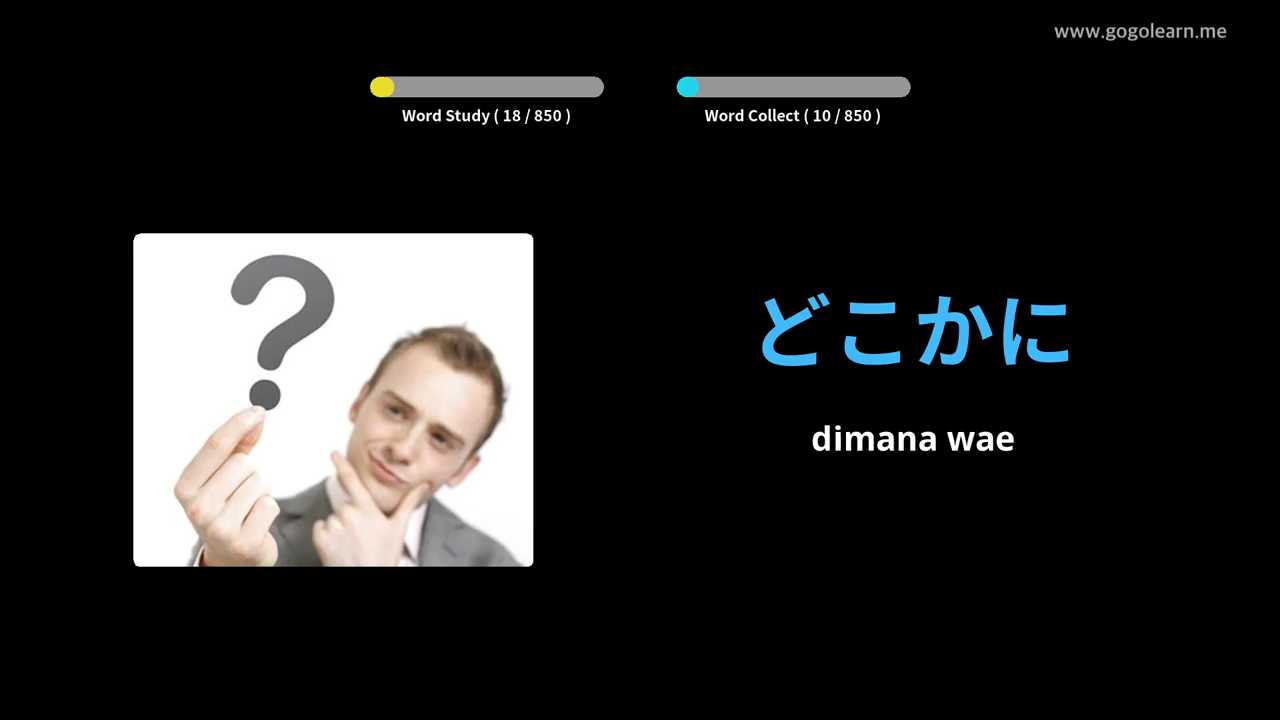 www.gogolearn.me
Word Study ( 18 / 850 )
Word Collect ( 10 / 850 )
どこかに
dimana wae